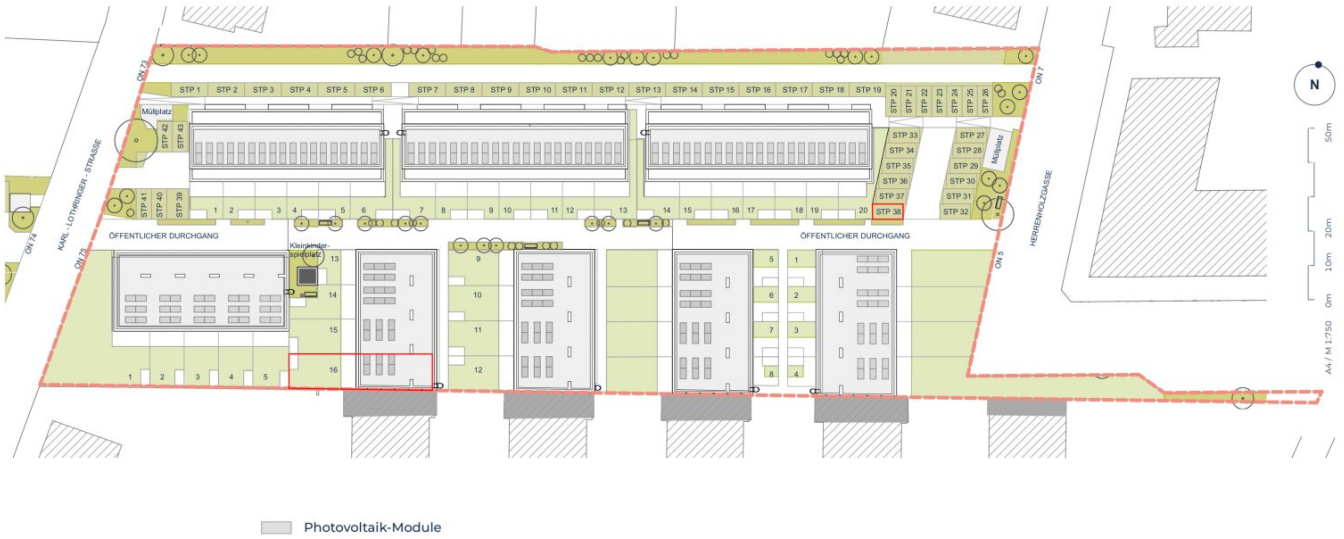 STP 1 STP 2 STP 3 STP 4 STP 5 STP 6 STP 7 STP 8 STP 9 STP 10 STP 11 STP 12 STP 13 STP 14 STP 15 STP 16 STP 17 STP 18 STP 19
STP 20
STP 21
STP 22
STP 23
STP 24
STP 25
STP 26
ON 73
ON 7
N
Müllplatz
STP 42
STP 43
STP 33
STP 34
STP 35
STP 36
STP 37
STP 38
STP 27
STP 28
STP 29
STP 30
STP 31
STP 32
Müllplatz
KARL - LOTHRINGER - STRASSE
HERRENHOLZGASSE
STP 41
STP 40
STP 39
1 2 3 4 5 6 7 8 9 10 11 12 13 14 15 16 17 18 19 20
ON 74
ON 75
ON 5
ÖFFENTLICHER DURCHGANG
ÖFFENTLICHER DURCHGANG
Kleinkinder-
spielplatz
13
14
15
16
9
10
11
12
5
6
7
8
1
2
3
4
1 2 3 4 5
50m
20m
10m
0m
A4 / M 1:750
Photovoltaik-Module